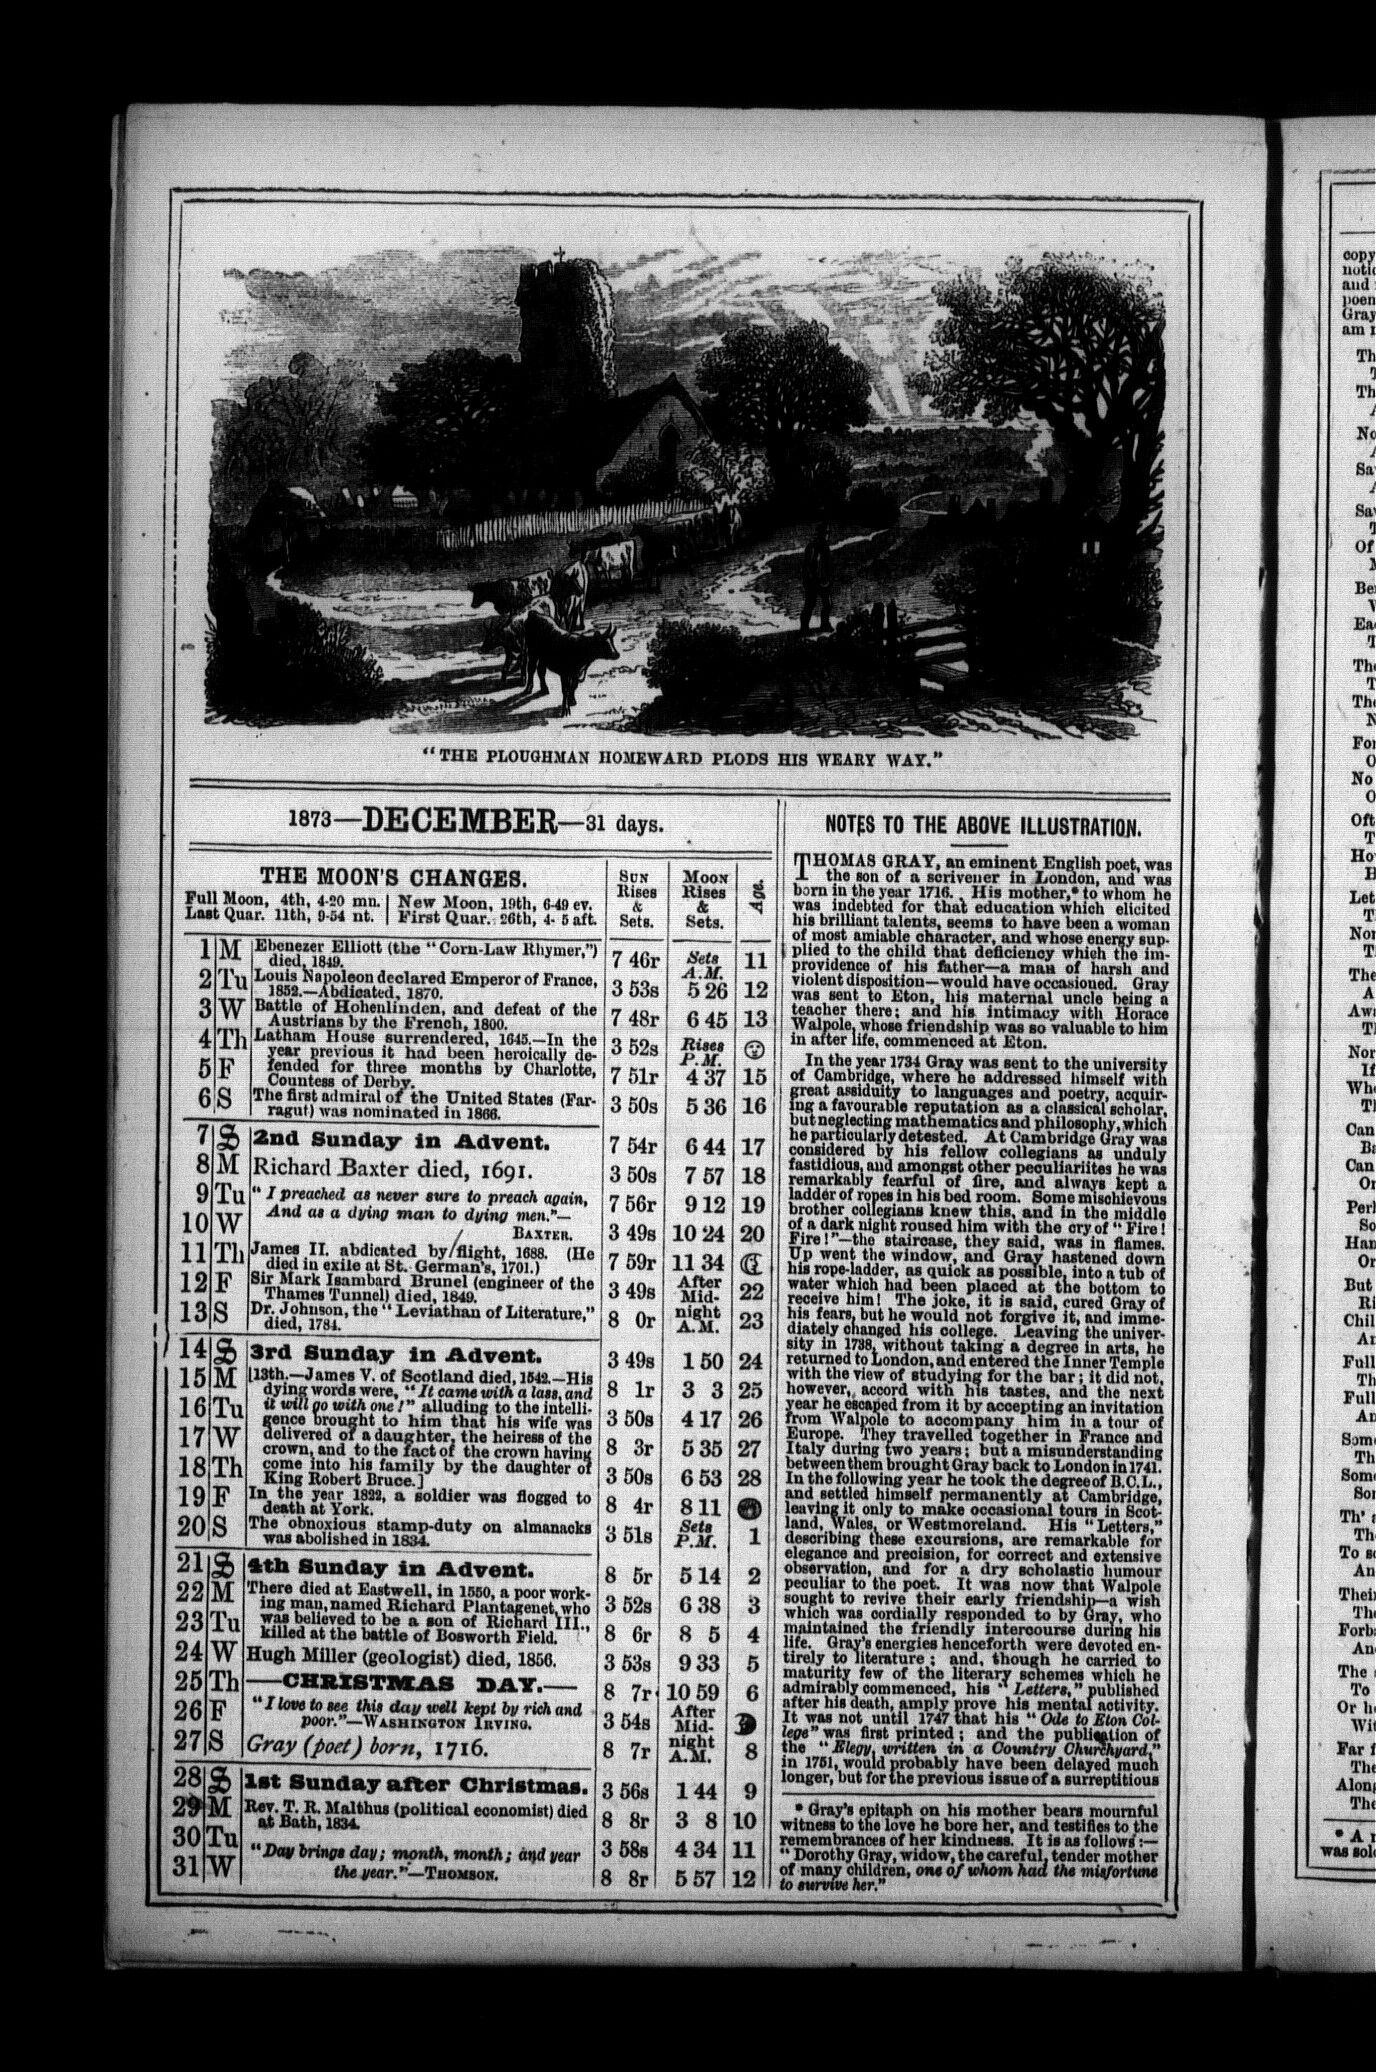 "THE PLOUGHMAN HOMEWARD PLODS HIS WEARY WAY."
1873—DECEMBER—31 days.
THE MOON'S CHANGES.
Full Moon, 4th, 4-20 mn. | New Moon, 19th, 6-49 ev.
Last Quar. 11th, 9-54 nt. | First Quar. 26th, 4- 5 aft.
SUN Rises & Sets.
MOON Rises & Sets.
Age.
1 M Ebenezer Elliott (the "Corn-Law Rhymer,") 7 46r Sets A.M. 11
died, 1849.
2 Tu Louis Napoleon declared Emperor of France, 3 53s 5 26 12
1852.—Abdicated, 1870.
3 W Battle of Hohenlinden, and defeat of the 7 48r 6 45 13
Austrians by the French, 1800.
4 Th Latham House surrendered, 1645.—In the 3 52s Rises P.M.
year previous it had been heroically de-
5 F fended for three months by Charlotte, 7 51r 4 37 15
Countess of Derby.
6 S The first admiral of the United States (Far- 3 50s 5 36 16
ragut) was nominated in 1866.
7 S 2nd Sunday in Advent. 7 54r 6 44 17
8 M Richard Baxter died, 1691. 3 50s 7 57 18
9 Tu "I preached as never sure to preach again, 7 56r 9 12 19
And as a dying man to dying men."—
10 W BAXTER. 3 49s 10 24 20
11 Th James II. abdicated by flight, 1688. (He 7 59r 11 34
died in exile at St. German's, 1701.)
12 F Sir Mark Isambard Brunel (engineer of the 3 49s After Mid- 22
Thames Tunnel) died, 1849.
13 S Dr. Johnson, the "Leviathan of Literature," 8 0r night A.M. 23
died, 1784.
14 S 3rd Sunday in Advent. 3 49s 1 50 24
15 M [13th.—James V. of Scotland died, 1542.—His 8 1r 3 3 25
dying words were, "It came with a lass, and
16 Tu it will go with one!" alluding to the intelli- 3 50s 4 17 26
gence brought to him that his wife was
17 W delivered of a daughter, the heiress of the 8 3r 5 35 27
crown, and to the fact of the crown having
18 Th come into his family by the daughter of 3 50s 6 53 28
King Robert Bruce.]
19 F In the year 1822, a soldier was flogged to 8 4r 8 11
death at York.
20 S The obnoxious stamp-duty on almanacks 3 51s Sets P.M. 1
was abolished in 1834.
21 S 4th Sunday in Advent. 8 5r 5 14 2
22 M There died at Eastwell, in 1550, a poor work- 3 52s 6 38 3
ing man, named Richard Plantagenet, who
23 Tu was believed to be a son of Richard III., 8 6r 8 5 4
killed at the battle of Bosworth Field.
24 W Hugh Miller (geologist) died, 1856. 3 53s 9 33 5
25 Th —CHRISTMAS DAY.— 8 7r 10 59 6
26 F "I love to see this day well kept by rich and 3 54s After Mid-
poor."—WASHINGTON IRVING.
27 S Gray (poet) born, 1716. 8 7r night A.M. 8
28 S 1st Sunday after Christmas. 3 56s 1 44 9
29 M Rev. T. R. Malthus (political economist) died 8 8r 3 8 10
at Bath, 1834.
30 Tu "Day brings day; month, month; and year 3 58s 4 34 11
31 W the year."—THOMSON. 8 8r 5 57 12
NOTES TO THE ABOVE ILLUSTRATION.
THOMAS GRAY, an eminent English poet, was
the son of a scrivener in London, and was
born in the year 1716. His mother,* to whom he
was indebted for that education which elicited
his brilliant talents, seems to have been a woman
of most amiable character, and whose energy sup-
plied to the child that deficiency which the im-
providence of his father—a man of harsh and
violent disposition—would have occasioned. Gray
was sent to Eton, his maternal uncle being a
teacher there; and his intimacy with Horace
Walpole, whose friendship was so valuable to him
in after life, commenced at Eton.
In the year 1734 Gray was sent to the university
of Cambridge, where he addressed himself with
great assiduity to languages and poetry, acquir-
ing a favourable reputation as a classical scholar,
but neglecting mathematics and philosophy, which
he particularly detested. At Cambridge Gray was
considered by his fellow collegians as unduly
fastidious, and amongst other peculiariites he was
remarkably fearful of fire, and always kept a
ladder of ropes in his bed room. Some mischievous
brother collegians knew this, and in the middle
of a dark night roused him with the cry of "Fire!
Fire!"—the staircase, they said, was in flames.
Up went the window, and Gray hastened down
his rope-ladder, as quick as possible, into a tub of
water which had been placed at the bottom to
receive him! The joke, it is said, cured Gray of
his fears, but he would not forgive it, and imme-
diately changed his college. Leaving the univer-
sity in 1738, without taking a degree in arts, he
returned to London, and entered the Inner Temple
with the view of studying for the bar; it did not,
however, accord with his tastes, and the next
year he escaped from it by accepting an invitation
from Walpole to accompany him in a tour of
Europe. They travelled together in France and
Italy during two years; but a misunderstanding
between them brought Gray back to London in 1741.
In the following year he took the degree of B.C.L.,
and settled himself permanently at Cambridge,
leaving it only to make occasional tours in Scot-
land, Wales, or Westmoreland. His "Letters,"
describing these excursions, are remarkable for
elegance and precision, for correct and extensive
observation, and for a dry scholastic humour
peculiar to the poet. It was now that Walpole
sought to revive their early friendship—a wish
which was cordially responded to by Gray, who
maintained the friendly intercourse during his
life. Gray's energies henceforth were devoted en-
tirely to literature; and, though he carried to
maturity few of the literary schemes which he
admirably commenced, his "Letters," published
after his death, amply prove his mental activity.
It was not until 1747 that his "Ode to Eton Col-
lege" was first printed; and the publication of
the "Elegy, written in a Country Churchyard,"
in 1751, would probably have been delayed much
longer, but for the previous issue of a surreptitious
* Gray's epitaph on his mother bears mournful
witness to the love he bore her, and testifies to the
remembrances of her kindness. It is as follows:—
"Dorothy Gray, widow, the careful, tender mother
of many children, one of whom had the misfortune
to survive her."